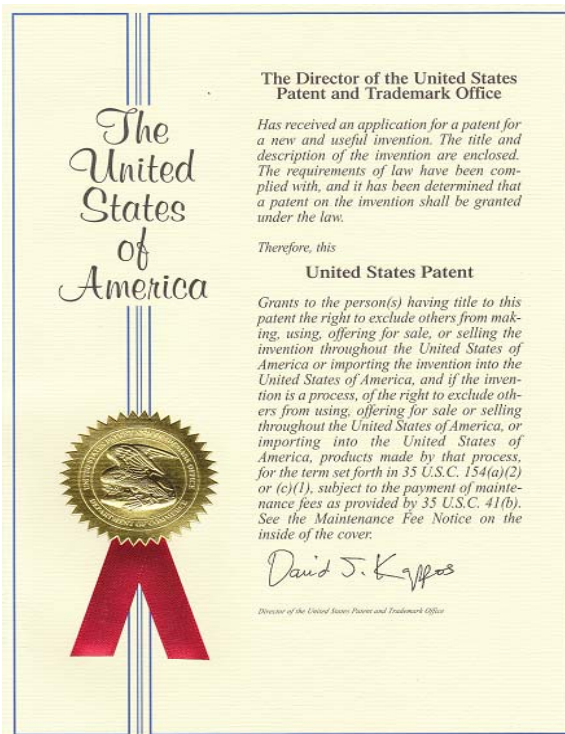 The
United
States
of
America
The Director of the United States
Patent and Trademark Office
Has received an application for a patent for
a new and useful invention. The title and
description of the invention are enclosed.
The requirements of law have been com-
plied with, and it has been determined that
a patent on the invention shall be granted
under the law.
Therefore, this
United States Patent
Grants to the person(s) having title to this
patent the right to exclude others from mak-
ing, using, offering for sale, or selling the
invention throughout the United States of
America or importing the invention into the
United States of America, and if the inven-
tion is a process, of the right to exclude oth-
ers from using, offering for sale or selling
throughout the United States of America, or
importing into the United States of
America, products made by that process,
for the term set forth in 35 U.S.C. 154(a)(2)
or (c)(1), subject to the payment of mainte-
nance fees as provided by 35 U.S.C. 41(b).
See the Maintenance Fee Notice on the
inside of the cover.
David J. Kappos
Director of the United States Patent and Trademark Office